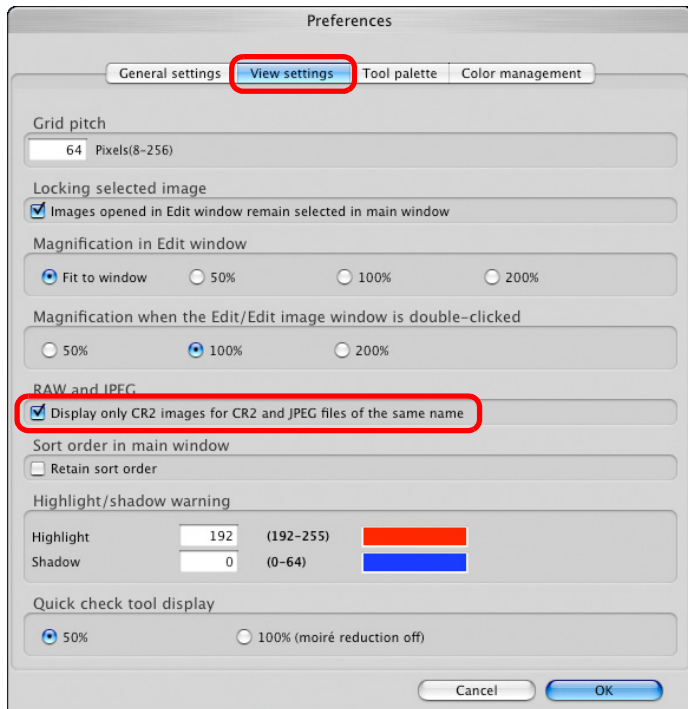 Preferences
General settings View settings Tool palette Color management
Grid pitch
64 Pixels(8-256)
Locking selected image
Images opened in Edit window remain selected in main window
Magnification in Edit window
Fit to window 50% 100% 200%
Magnification when the Edit/Edit image window is double-clicked
50% 100% 200%
RAW and JPEG
Display only CR2 images for CR2 and JPEG files of the same name
Sort order in main window
Retain sort order
Highlight/shadow warning
Highlight 192 (192-255)
Shadow 0 (0-64)
Quick check tool display
50% 100% (moiré reduction off)
Cancel OK